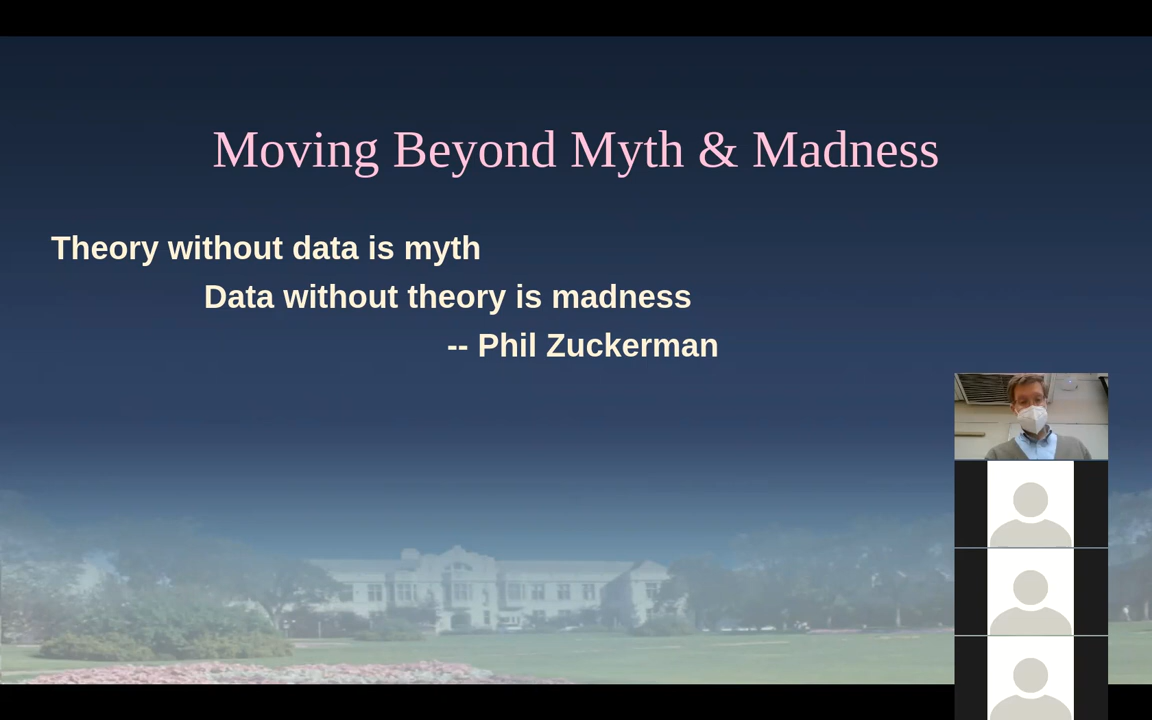 Moving Beyond Myth & Madness
Theory without data is myth
Data without theory is madness
-- Phil Zuckerman